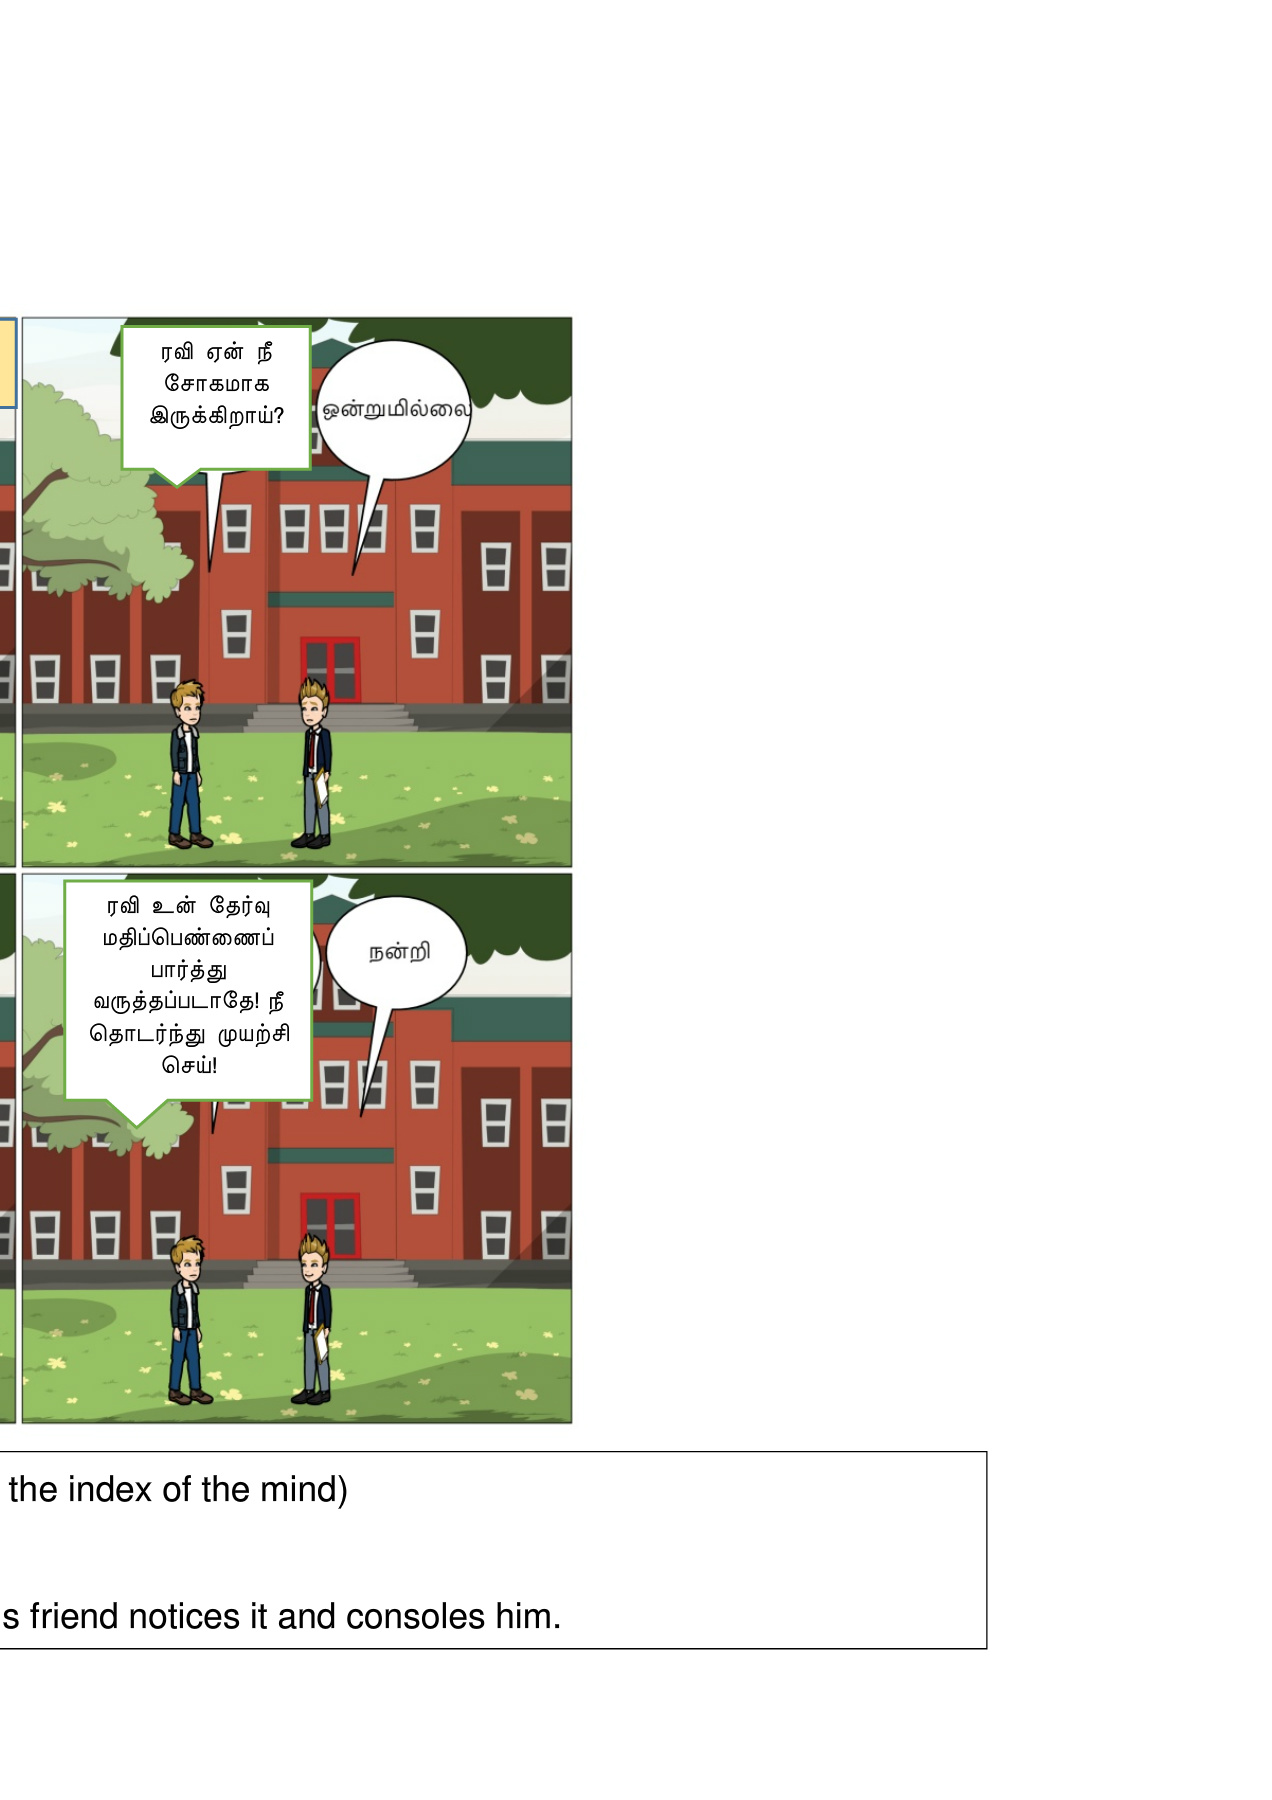 ரவி ஏன் நீ
சோகமாக
இருக்கிறாய்?
ஒன்றுமில்லை
ரவி உன் தேர்வு
மதிப்பெண்ணைப்
பார்த்து
வருத்தப்படாதே! நீ
தொடர்ந்து முயற்சி
செய்!
நன்றி
the index of the mind)
s friend notices it and consoles him.